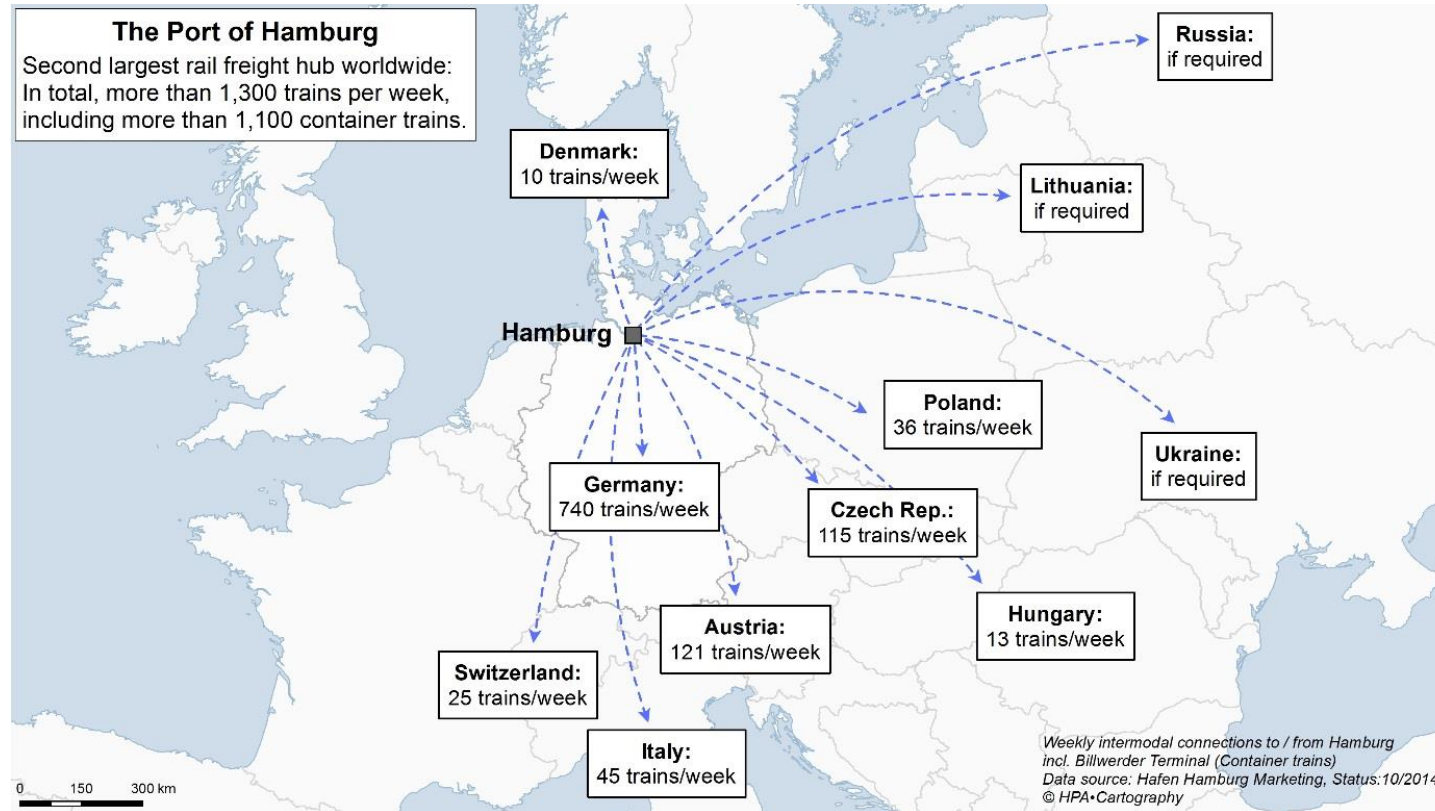 The Port of Hamburg
Second largest rail freight hub worldwide:
In total, more than 1,300 trains per week,
including more than 1,100 container trains.
Russia:
if required
Denmark:
10 trains/week
Lithuania:
if required
Hamburg
Poland:
36 trains/week
Ukraine:
if required
Germany:
740 trains/week
Czech Rep.:
115 trains/week
Hungary:
13 trains/week
Austria:
121 trains/week
Switzerland:
25 trains/week
Italy:
45 trains/week
Weekly intermodal connections to / from Hamburg
incl. Billwerder Terminal (Container trains)
Data source: Hafen Hamburg Marketing, Status:10/2014
© HPA•Cartography
0 150 300 km